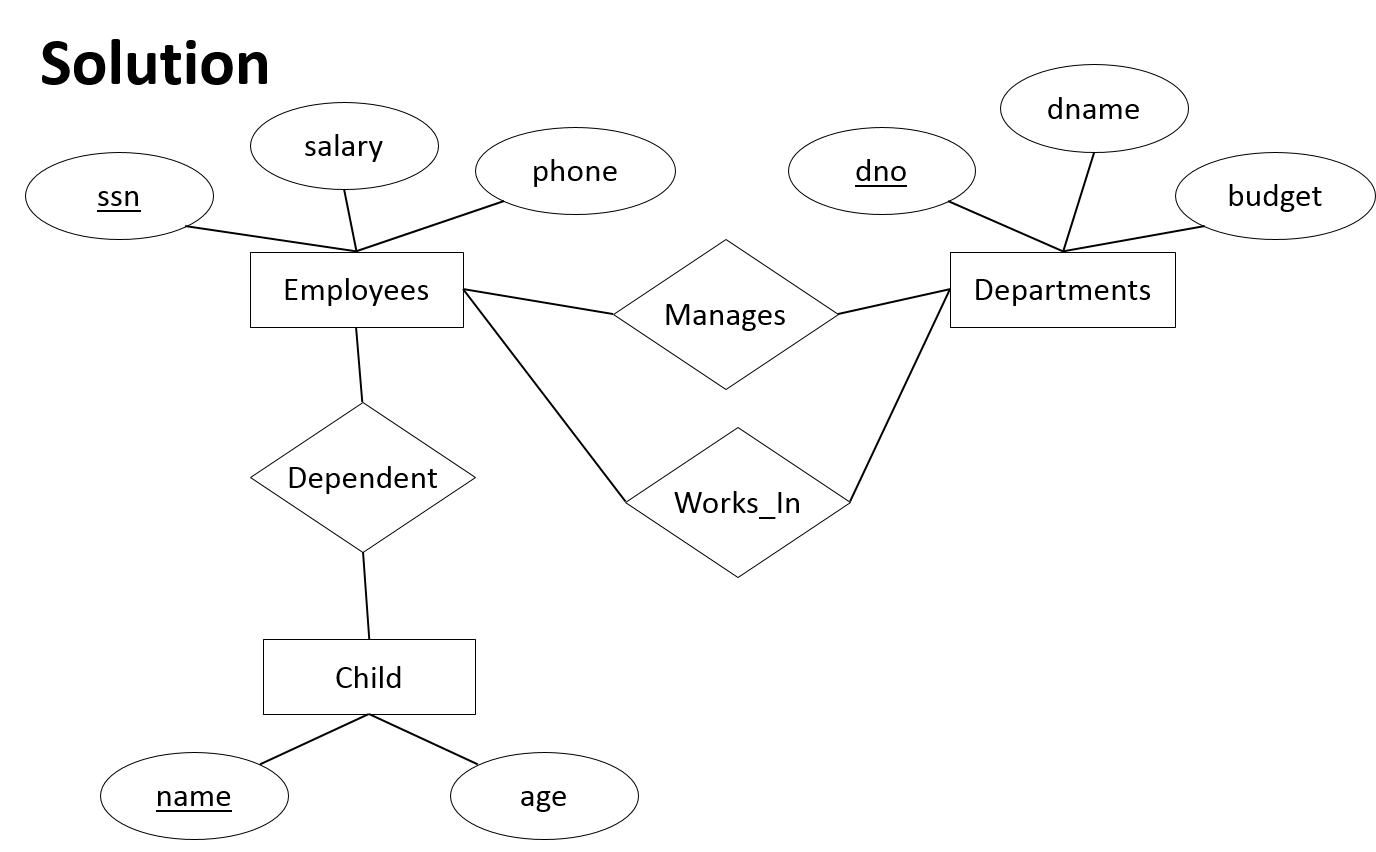 Solution
ssn
salary
phone
dno
dname
budget
Employees
Manages
Departments
Dependent
Works_In
Child
name
age